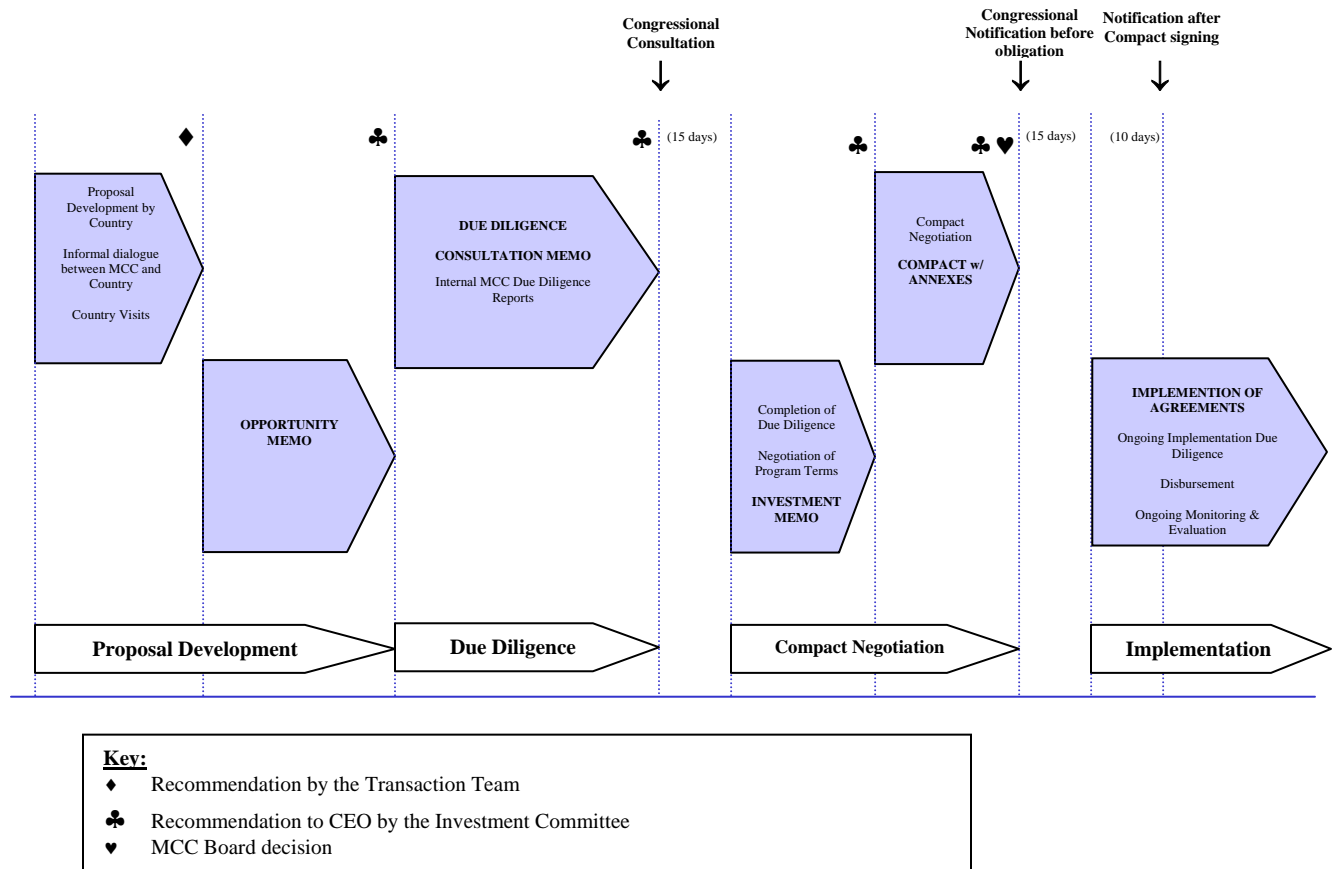 Congressional
Consultation
Congressional
Notification before
obligation
Notification after
Compact signing
(15 days)
(15 days)
(10 days)
Proposal
Development by
Country
Informal dialogue
between MCC and
Country
Country Visits
OPPORTUNITY
MEMO
DUE DILIGENCE
CONSULTATION MEMO
Internal MCC Due Diligence
Reports
Completion of
Due Diligence
Negotiation of
Program Terms
INVESTMENT
MEMO
Compact
Negotiation
COMPACT w/
ANNEXES
IMPLEMENTION OF
AGREEMENTS
Ongoing Implementation Due
Diligence
Disbursement
Ongoing Monitoring &
Evaluation
Proposal Development
Due Diligence
Compact Negotiation
Implementation
Key:
♦ Recommendation by the Transaction Team
♣ Recommendation to CEO by the Investment Committee
♥ MCC Board decision